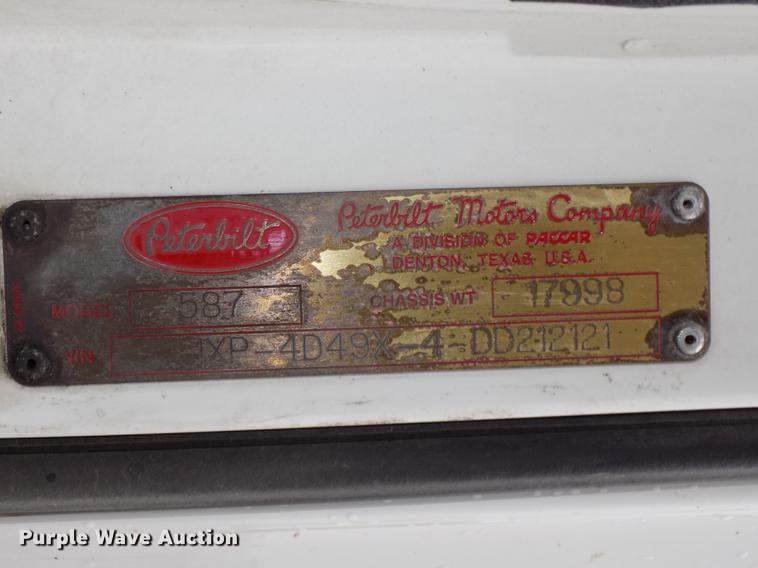 Peterbilt
Peterbilt Motors Company
A DIVISION OF PACCAR
DENTON, TEXAS U.S.A.
MODEL 587 CHASSIS WT 17998
VIN 1XP-4D49X-4-DD212121
Purple Wave Auction